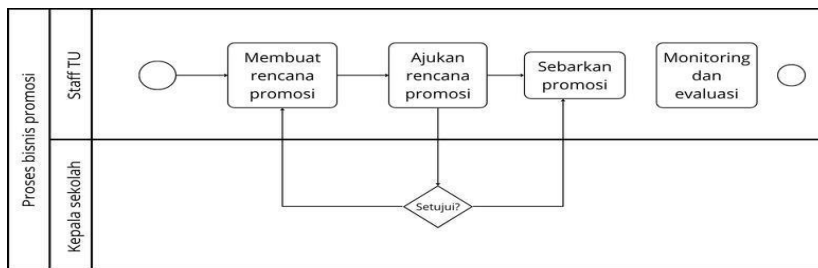 Proses bisnis promosi
Staff TU
Membuat
rencana
promosi
Ajukan
rencana
promosi
Sebarkan
promosi
Monitoring
dan
evaluasi
Kepala sekolah
Setujui?